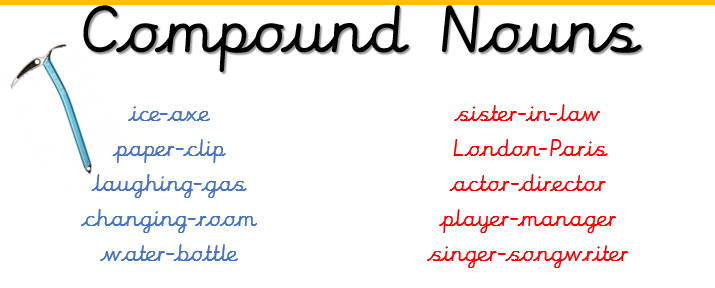 Compound Nouns
ice-axe
paper-clip
laughing-gas
changing-room
water-bottle
sister-in-law
London-Paris
actor-director
player-manager
singer-songwriter